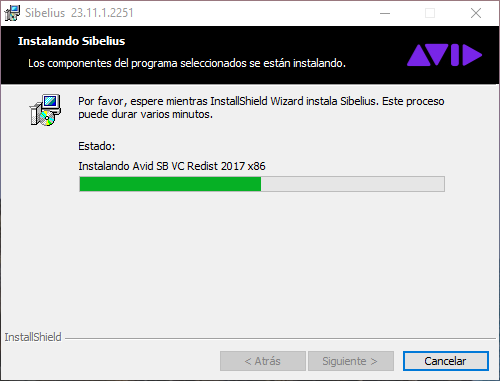 Sibelius 23.11.1.2251
Instalando Sibelius
Los componentes del programa seleccionados se están instalando.
AVID
Por favor, espere mientras InstallShield Wizard instala Sibelius. Este proceso
puede durar varios minutos.
Estado:
Instalando Avid SB VC Redist 2017 x86
InstallShield
< Atrás
Siguiente >
Cancelar